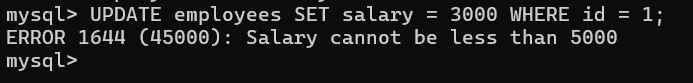 mysql> UPDATE employees SET salary = 3000 WHERE id = 1;
ERROR 1644 (45000): Salary cannot be less than 5000
mysql>